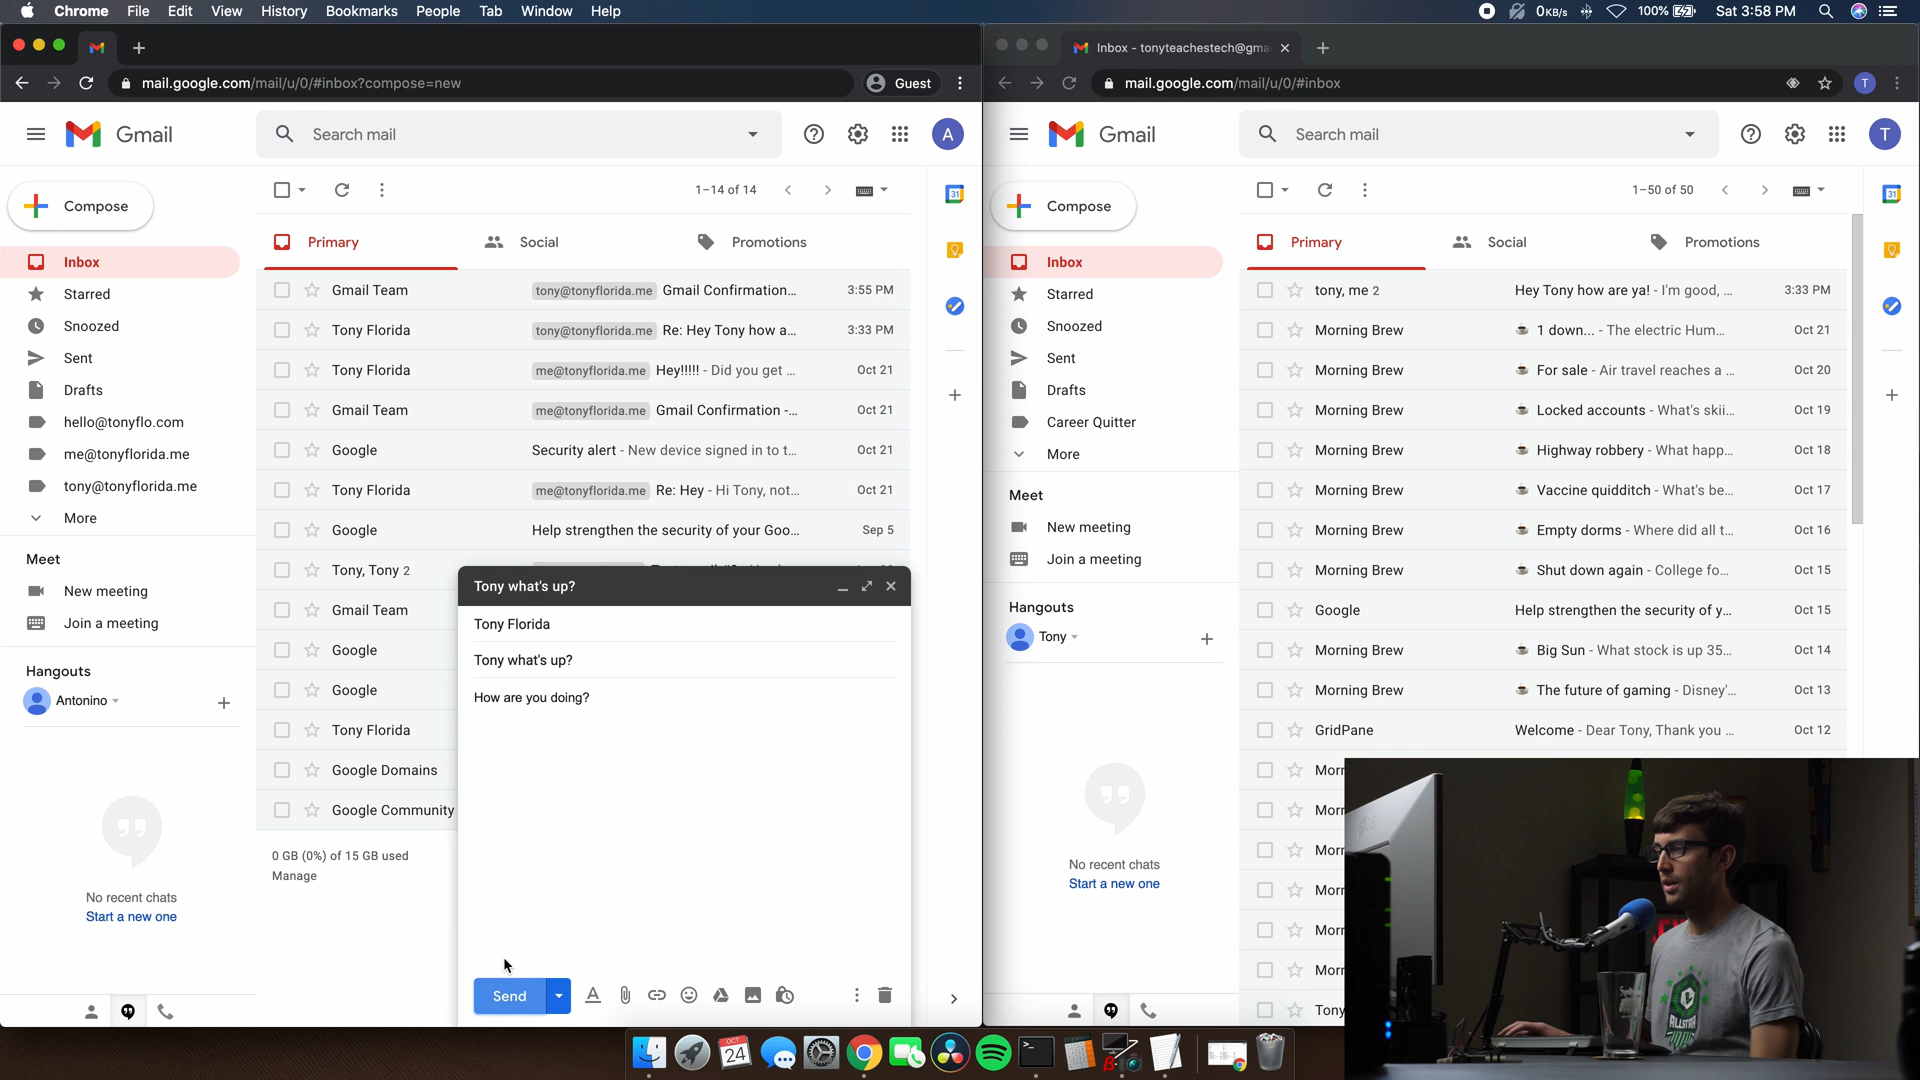 Chrome File Edit View History Bookmarks People Tab Window Help
0KB/s 100% Sat 3:58 PM
mail.google.com/mail/u/0/#inbox?compose=new
Guest
Gmail
Search mail
A
Compose
1–14 of 14
Primary
Social
Promotions
Inbox
Starred
Snoozed
Sent
Drafts
hello@tonyflo.com
me@tonyflorida.me
tony@tonyflorida.me
More
Meet
New meeting
Join a meeting
Hangouts
Antonino
No recent chats
Start a new one
Gmail Team tony@tonyflorida.me Gmail Confirmation... 3:55 PM
Tony Florida tony@tonyflorida.me Re: Hey Tony how a... 3:33 PM
Tony Florida me@tonyflorida.me Hey!!!!! - Did you get ... Oct 21
Gmail Team me@tonyflorida.me Gmail Confirmation -... Oct 21
Google Security alert - New device signed in to t... Oct 21
Tony Florida me@tonyflorida.me Re: Hey - Hi Tony, not... Oct 21
Google Help strengthen the security of your Goo... Sep 5
Tony, Tony 2
Gmail Team
Google
Google
Tony Florida
Google Domains
Google Community
0 GB (0%) of 15 GB used
Manage
31
Tony what's up?
Tony Florida
Tony what's up?
How are you doing?
Send
Inbox - tonyteachestech@gma
mail.google.com/mail/u/0/#inbox
T
Gmail
Search mail
T
Compose
1–50 of 50
Primary
Social
Promotions
Inbox
Starred
Snoozed
Sent
Drafts
Career Quitter
More
Meet
New meeting
Join a meeting
Hangouts
Tony
No recent chats
Start a new one
tony, me 2 Hey Tony how are ya! - I'm good, ... 3:33 PM
Morning Brew 1 down... - The electric Hum... Oct 21
Morning Brew For sale - Air travel reaches a ... Oct 20
Morning Brew Locked accounts - What's skii... Oct 19
Morning Brew Highway robbery - What happ... Oct 18
Morning Brew Vaccine quidditch - What's be... Oct 17
Morning Brew Empty dorms - Where did all t... Oct 16
Morning Brew Shut down again - College fo... Oct 15
Google Help strengthen the security of y... Oct 15
Morning Brew Big Sun - What stock is up 35... Oct 14
Morning Brew The future of gaming - Disney'... Oct 13
GridPane Welcome - Dear Tony, Thank you ... Oct 12
Morr
Morr
Morr
Morr
Morr
Morr
Tony
31
OCT
24
ALLSTAR